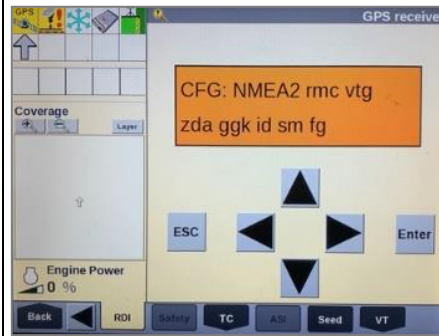 GPS
GPS receive
CFG: NMEA2 rmc vtg
zda ggk id sm fg
Coverage
Layer
ESC
Enter
Engine Power
0 %
Back
RDI
Safety
TC
ASI
Seed
VT